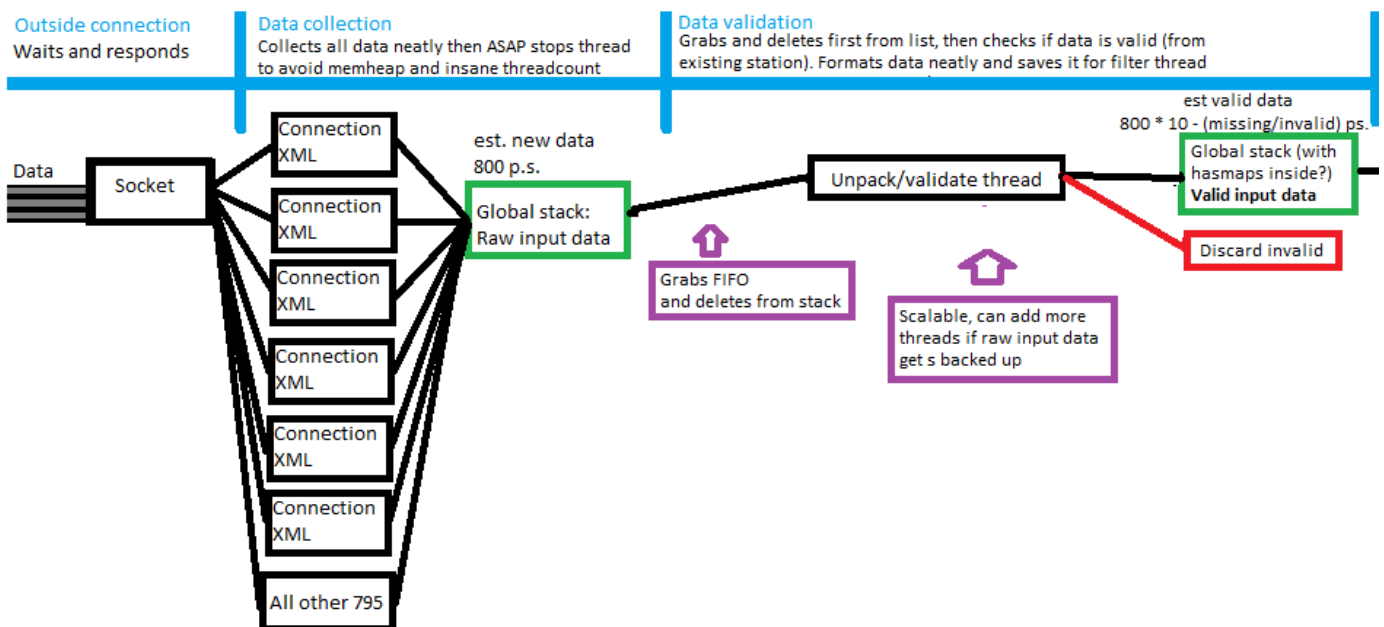 Outside connection
Waits and responds
Data collection
Collects all data neatly then ASAP stops thread
to avoid memheap and insane threadcount
Data validation
Grabs and deletes first from list, then checks if data is valid (from
existing station). Formats data neatly and saves it for filter thread
Data
Socket
Connection
XML
Connection
XML
Connection
XML
Connection
XML
Connection
XML
Connection
XML
All other 795
est. new data
800 p.s.
Global stack:
Raw input data
Grabs FIFO
and deletes from stack
Unpack/validate thread
Scalable, can add more
threads if raw input data
get s backed up
est valid data
800 * 10 - (missing/invalid) ps.
Global stack (with
hasmaps inside?)
Valid input data
Discard invalid